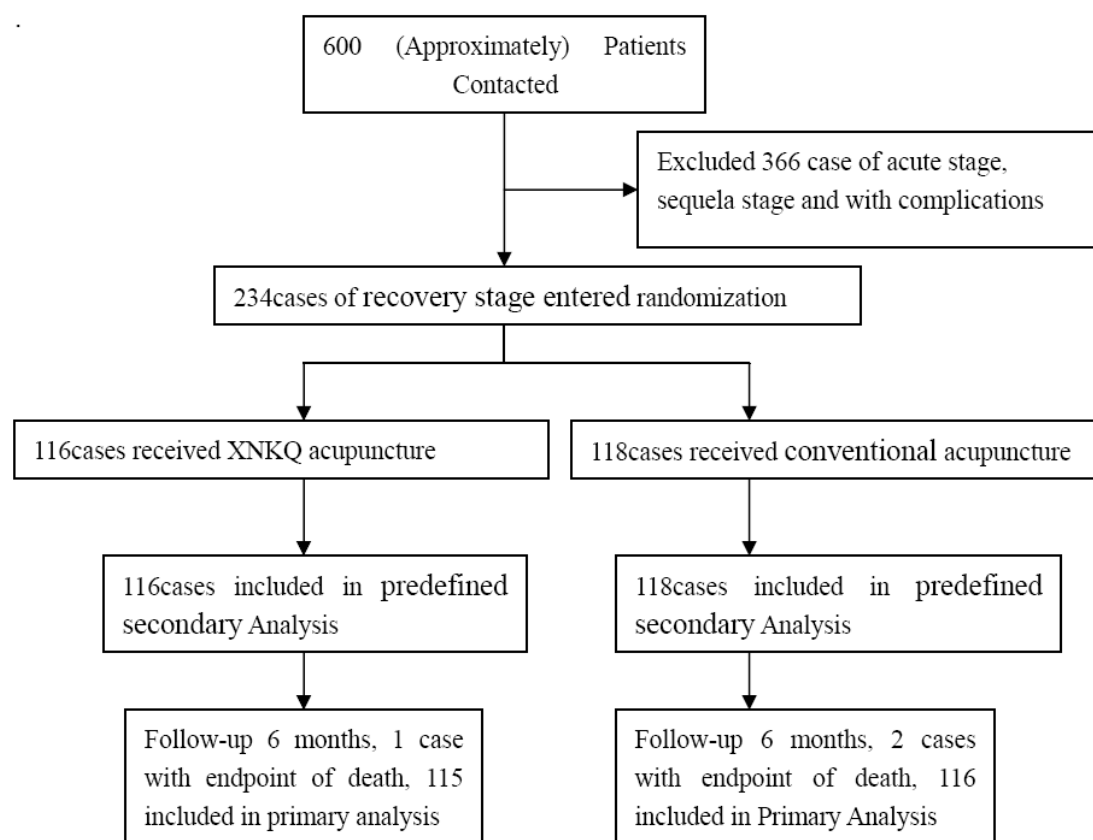 .
600 (Approximately) Patients
Contacted
Excluded 366 case of acute stage,
sequela stage and with complications
234cases of recovery stage entered randomization
116cases received XNKQ acupuncture
118cases received conventional acupuncture
116cases included in predefined
secondary Analysis
118cases included in predefined
secondary Analysis
Follow-up 6 months, 1 case
with endpoint of death, 115
included in primary analysis
Follow-up 6 months, 2 cases
with endpoint of death, 116
included in Primary Analysis